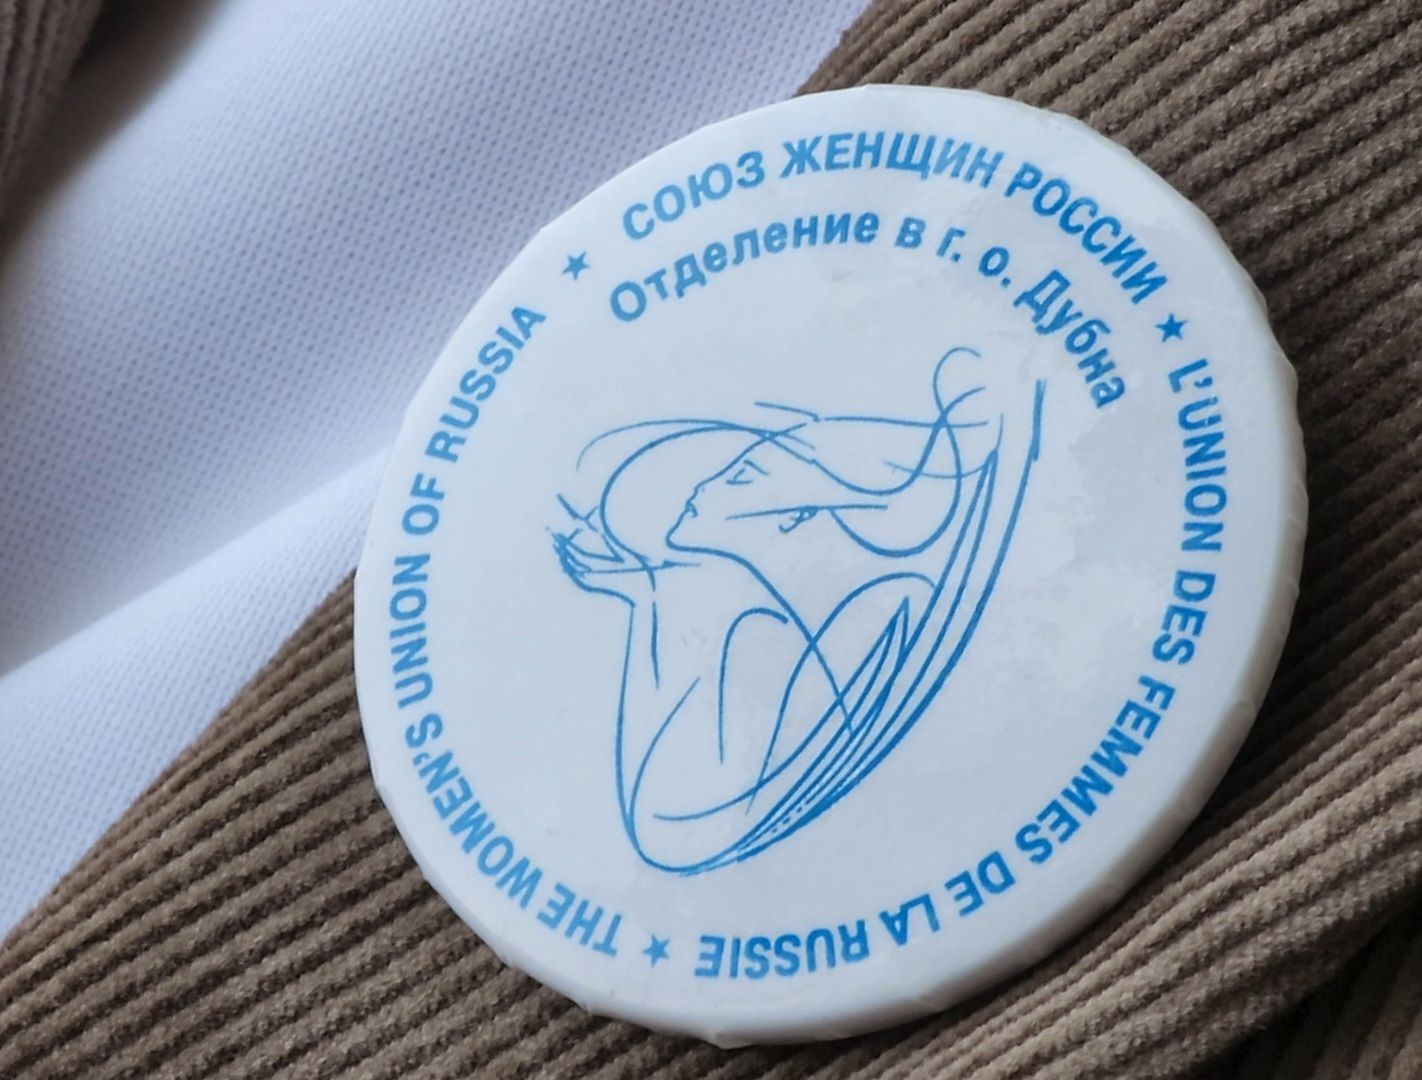 СОЮЗ ЖЕНЩИН РОССИИ
Отделение в г. о. Дубна
L'UNION DES FEMMES DE LA RUSSIE
THE WOMEN'S UNION OF RUSSIA